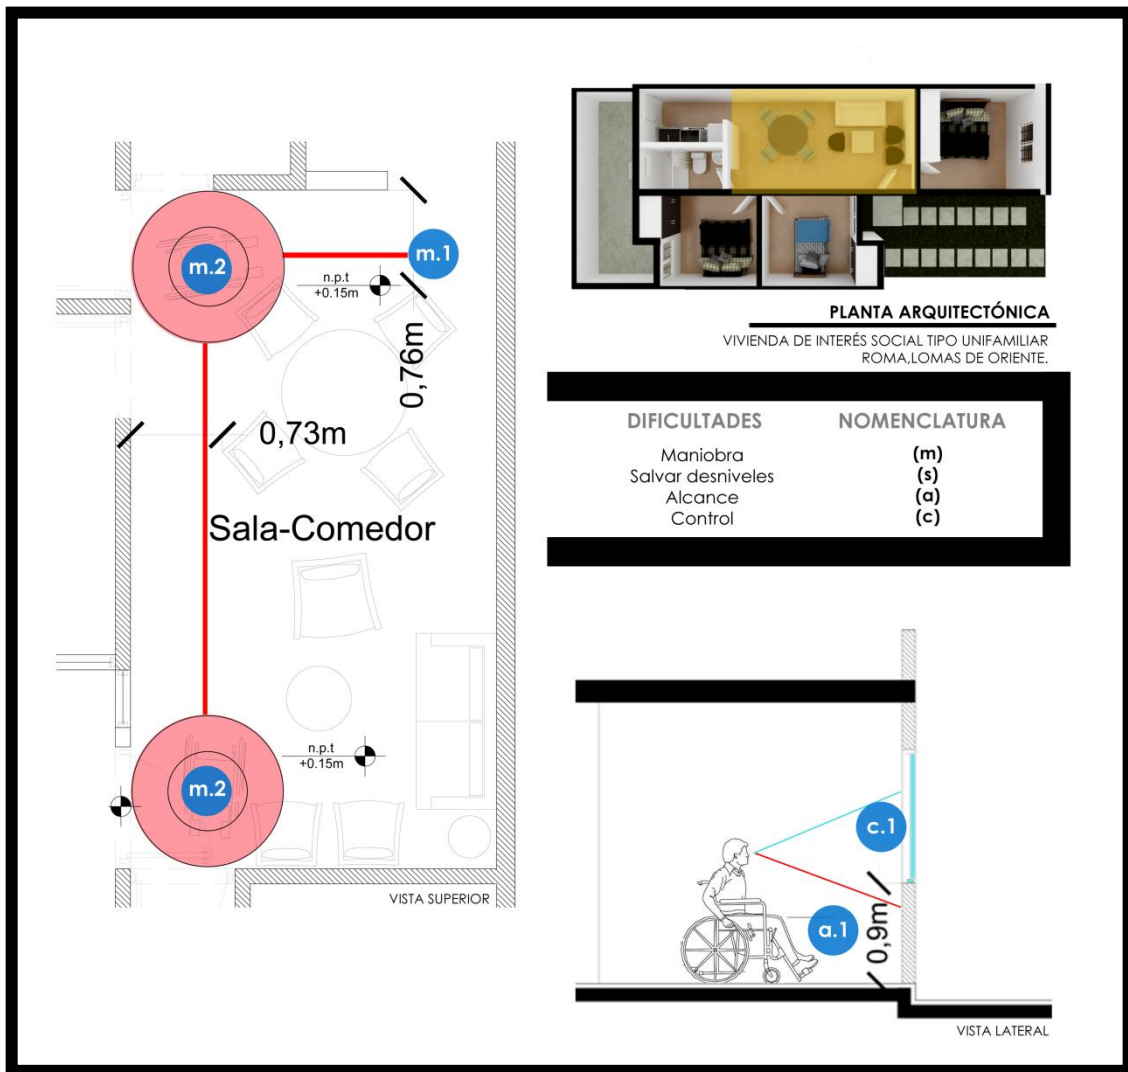 m.2
m.1
n.p.t
+0.15m
0,76m
0,73m
Sala-Comedor
n.p.t
+0.15m
m.2
VISTA SUPERIOR
PLANTA ARQUITECTÓNICA
VIVIENDA DE INTERÉS SOCIAL TIPO UNIFAMILIAR
ROMA,LOMAS DE ORIENTE.
DIFICULTADES NOMENCLATURA
Maniobra (m)
Salvar desniveles (s)
Alcance (a)
Control (c)
c.1
a.1
0,9m
VISTA LATERAL